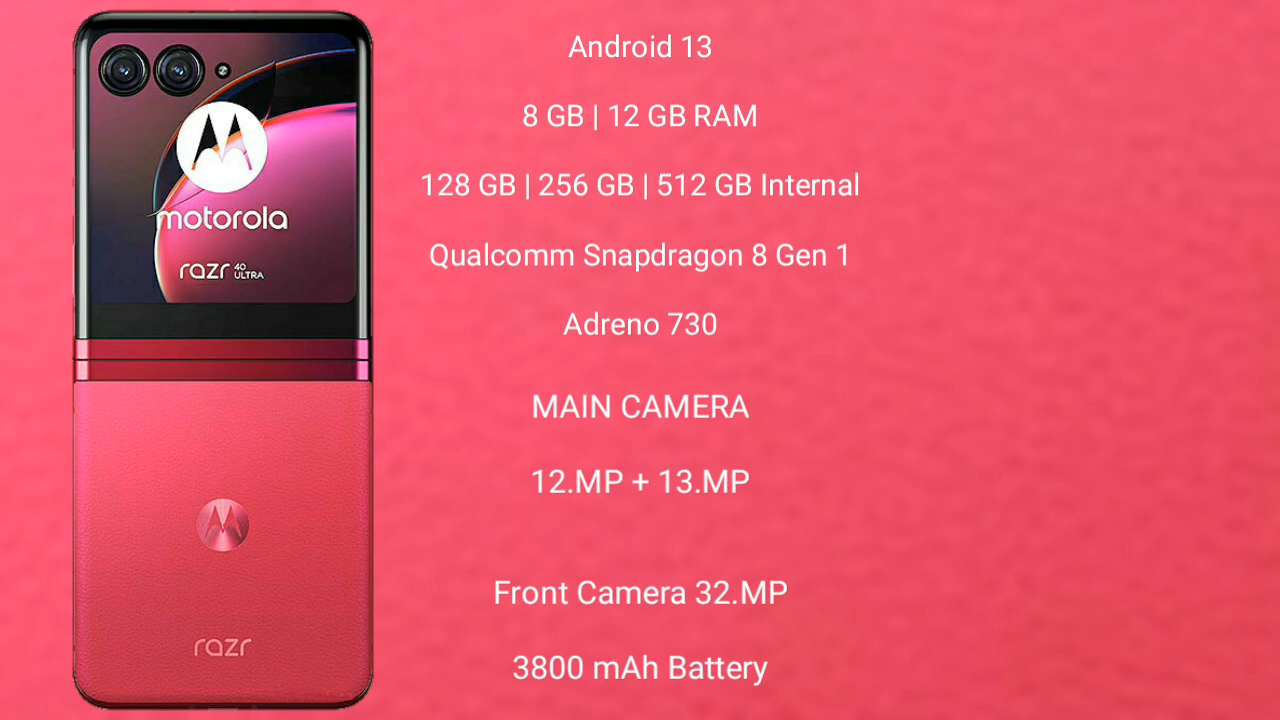 motorola
razr 40 ULTRA
razr
Android 13
8 GB | 12 GB RAM
128 GB | 256 GB | 512 GB Internal
Qualcomm Snapdragon 8 Gen 1
Adreno 730
MAIN CAMERA
12.MP + 13.MP
Front Camera 32.MP
3800 mAh Battery